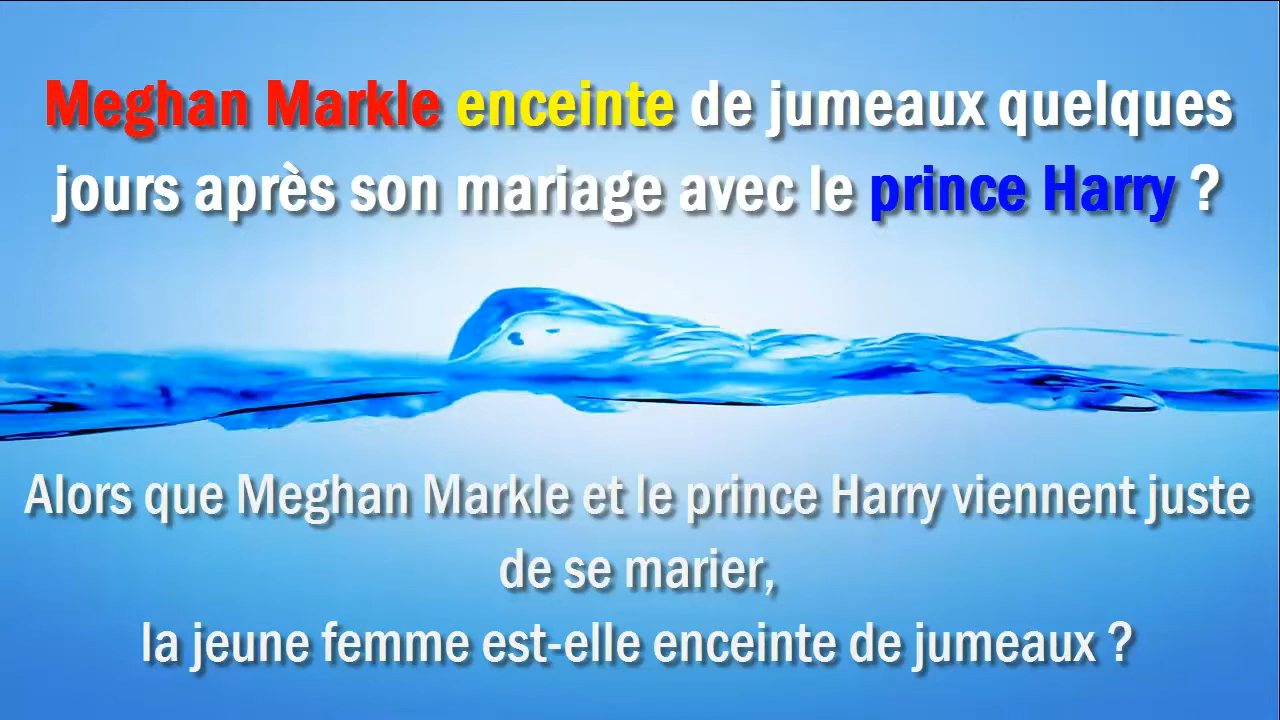 Meghan Markle enceinte de jumeaux quelques
jours après son mariage avec le prince Harry ?
Alors que Meghan Markle et le prince Harry viennent juste
de se marier,
la jeune femme est-elle enceinte de jumeaux ?